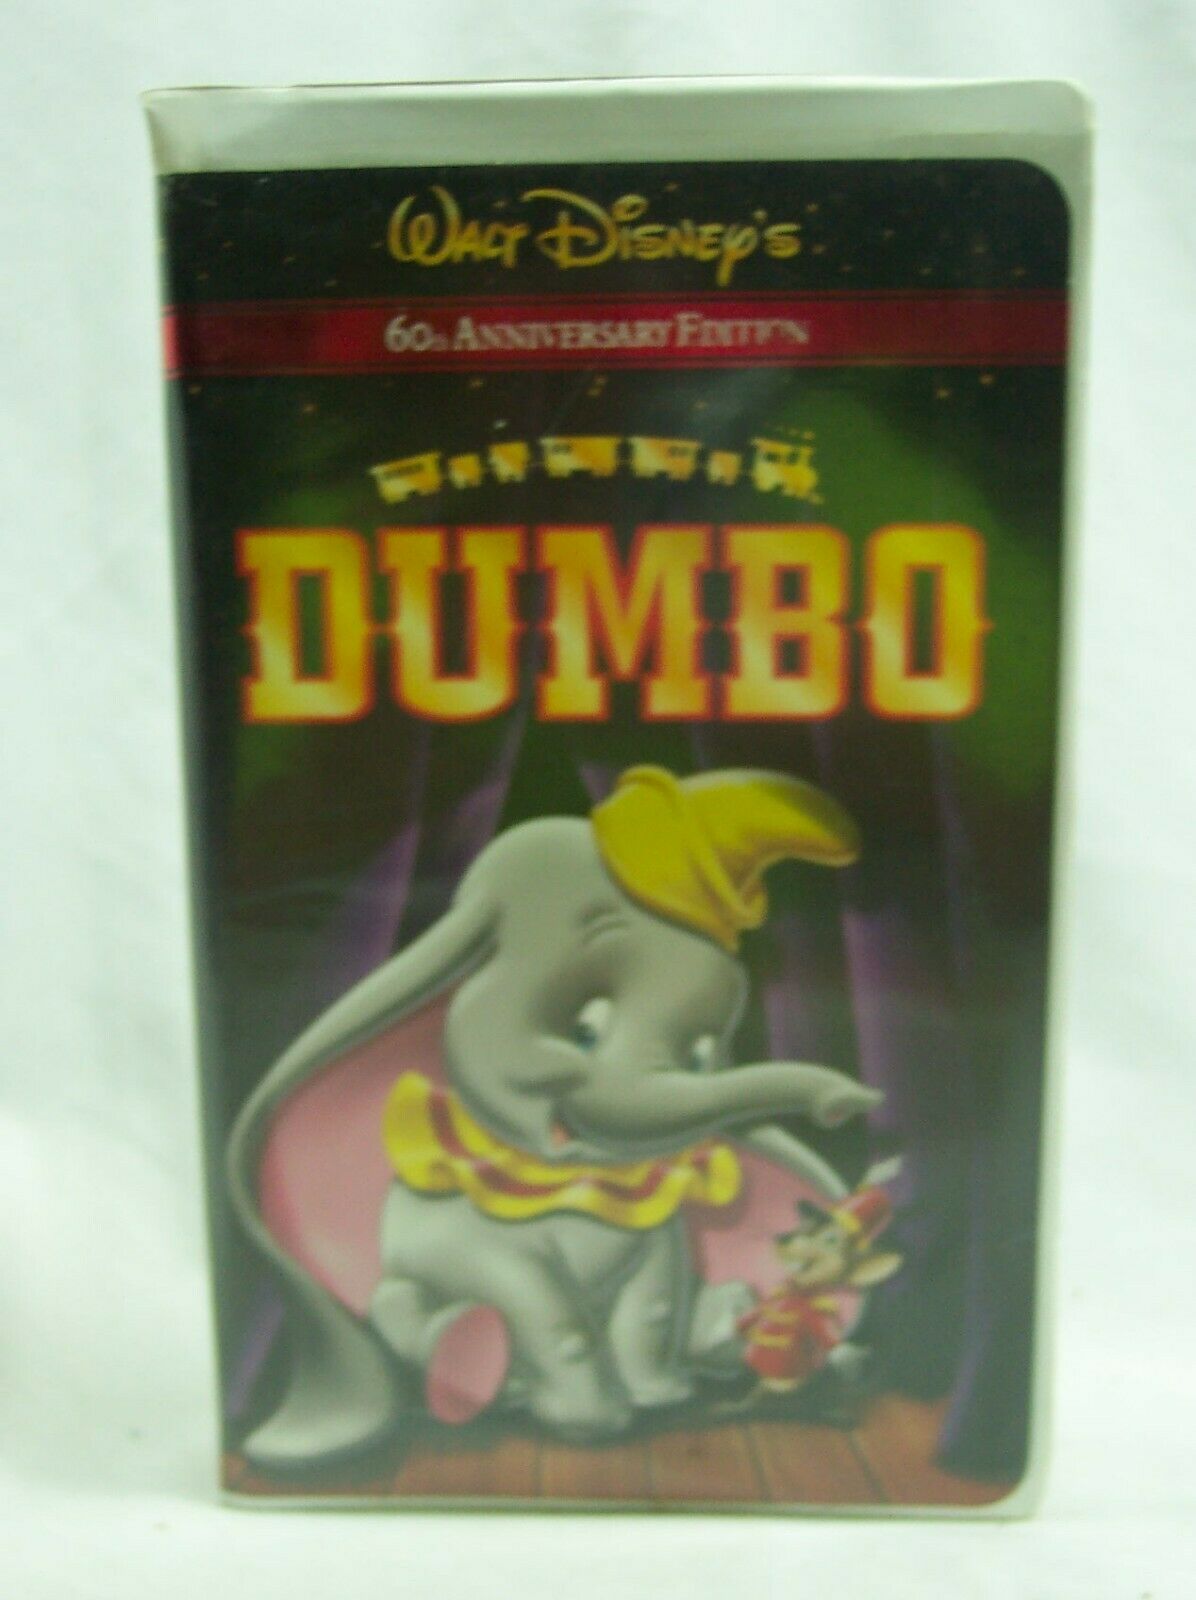 WALT DISNEY'S
60th ANNIVERSARY EDITION
DUMBO